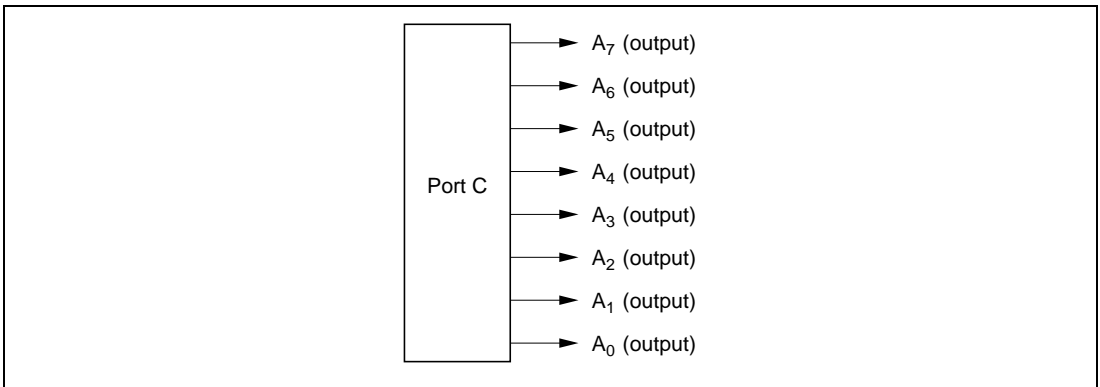 A7 (output)
A6 (output)
A5 (output)
A4 (output)
Port C
A3 (output)
A2 (output)
A1 (output)
A0 (output)